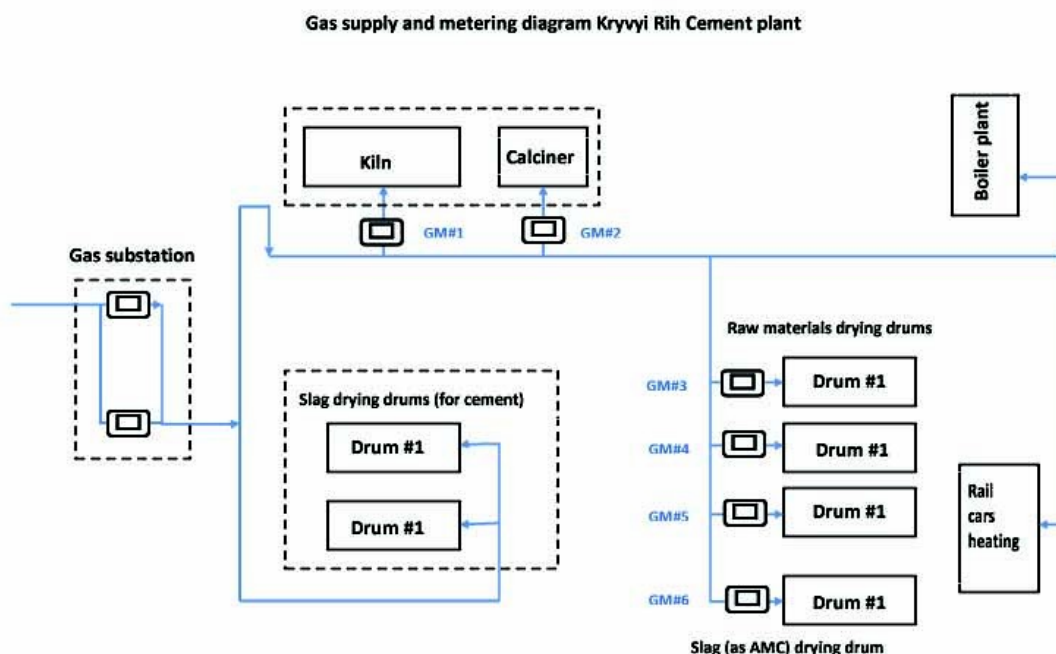 Gas supply and metering diagram Kryvyi Rih Cement plant
Kiln
Calciner
Boiler plant
GM#1
GM#2
Gas substation
Raw materials drying drums
GM#3
Drum #1
Slag drying drums (for cement)
Drum #1
GM#4
Drum #1
Drum #1
GM#5
Drum #1
Rail
cars
heating
GM#6
Drum #1
Slag (as AMC) drying drum